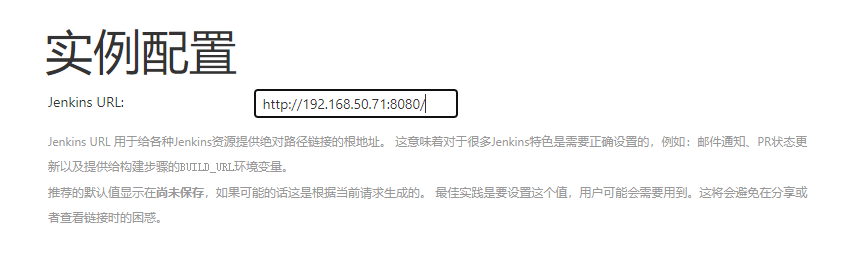 实例配置
Jenkins URL: http://192.168.50.71:8080/
Jenkins URL 用于给各种Jenkins资源提供绝对路径链接的根地址。 这意味着对于很多Jenkins特色是需要正确设置的，例如：邮件通知、PR状态更
新以及提供给构建步骤的BUILD_URL环境变量。
推荐的默认值显示在尚未保存，如果可能的话这是根据当前请求生成的。 最佳实践是要设置这个值，用户可能会需要用到。这将会避免在分享或
者查看链接时的困惑。